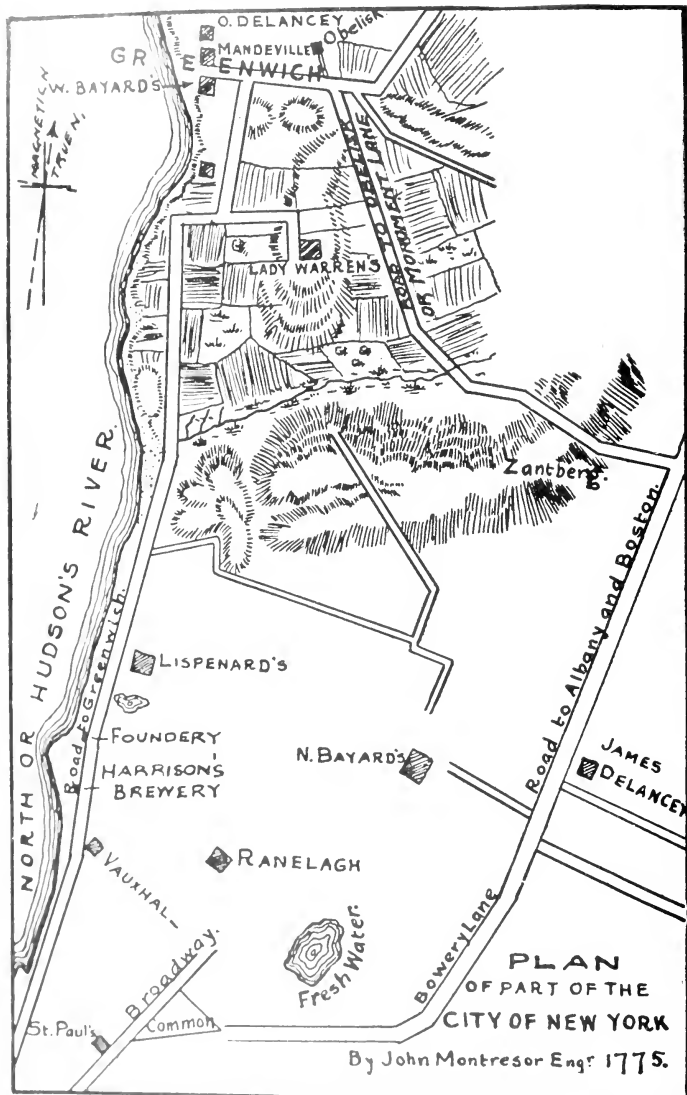 O. DELANCEY
MANDEVILLE
Obelisk
GREENWICH
W. BAYARD'S
MAGNETICN
TRUE N.
ROAD TO OBELISK
OR MONUMENT LANE
LADY WARREN'S
Zantberg.
NORTH OR HUDSON'S RIVER.
Road to Greenwich.
LISPENARD'S
FOUNDERY
HARRISON'S
BREWERY
N. BAYARD'S
Road to Albany and Boston.
JAMES
DELANCEY
VAUXHAL
RANELAGH
Broadway.
Fresh Water.
Bowery Lane
St. Paul's
Common
PLAN
OF PART OF THE
CITY OF NEW YORK
By John Montresor Engr. 1775.